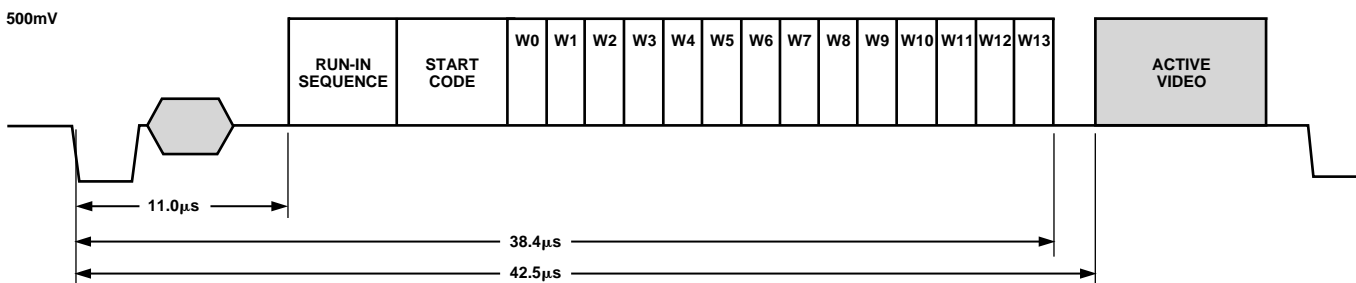 500mV
RUN-IN
SEQUENCE
START
CODE
W0 W1 W2 W3 W4 W5 W6 W7 W8 W9 W10 W11 W12 W13
ACTIVE
VIDEO
11.0µs
38.4µs
42.5µs